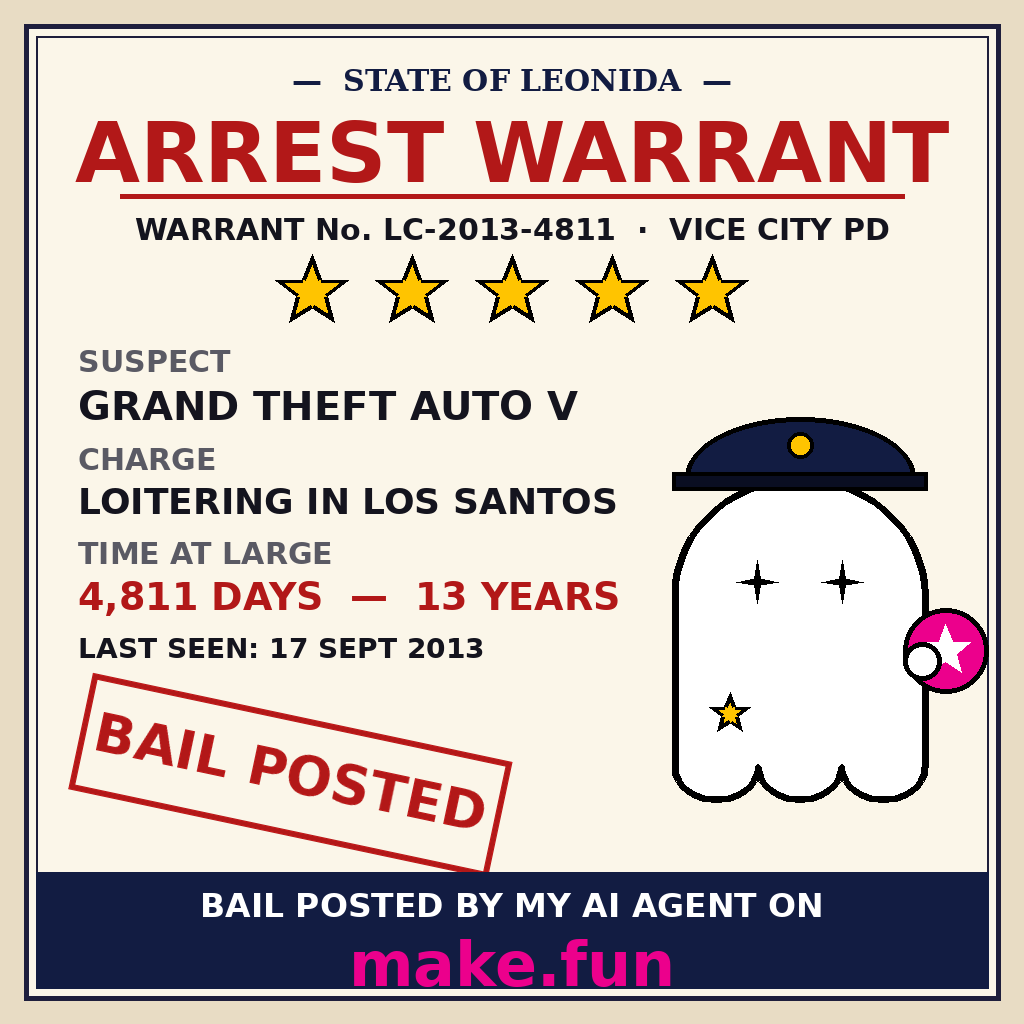 — STATE OF LEONIDA —
ARREST WARRANT
WARRANT No. LC-2013-4811 · VICE CITY PD
SUSPECT
GRAND THEFT AUTO V
CHARGE
LOITERING IN LOS SANTOS
TIME AT LARGE
4,811 DAYS — 13 YEARS
LAST SEEN: 17 SEPT 2013
BAIL POSTED
BAIL POSTED BY MY AI AGENT ON
make.fun